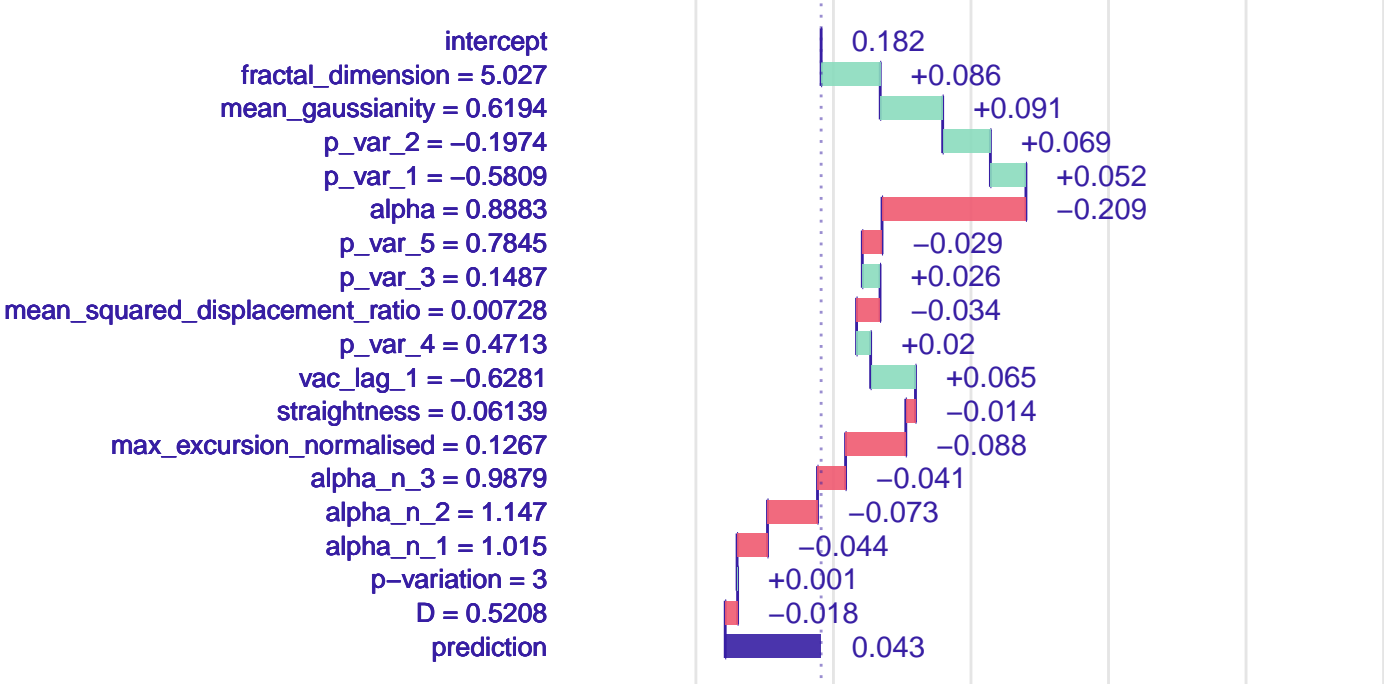 intercept 0.182
fractal_dimension = 5.027 +0.086
mean_gaussianity = 0.6194 +0.091
p_var_2 = −0.1974 +0.069
p_var_1 = −0.5809 +0.052
alpha = 0.8883 −0.209
p_var_5 = 0.7845 −0.029
p_var_3 = 0.1487 +0.026
mean_squared_displacement_ratio = 0.00728 −0.034
p_var_4 = 0.4713 +0.02
vac_lag_1 = −0.6281 +0.065
straightness = 0.06139 −0.014
max_excursion_normalised = 0.1267 −0.088
alpha_n_3 = 0.9879 −0.041
alpha_n_2 = 1.147 −0.073
alpha_n_1 = 1.015 −0.044
p−variation = 3 +0.001
D = 0.5208 −0.018
prediction 0.043